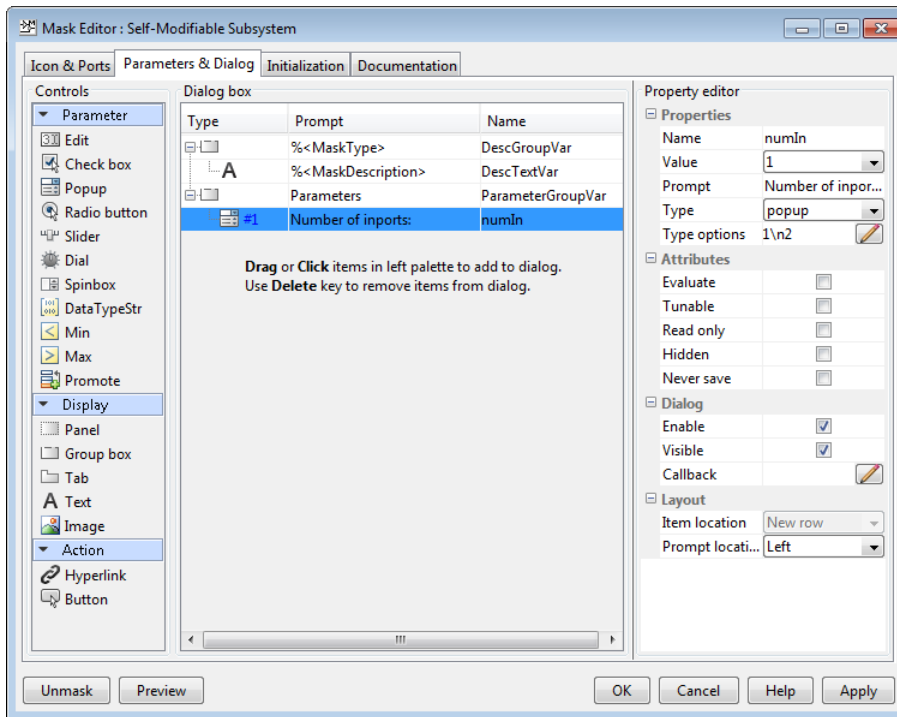 Mask Editor : Self-Modifiable Subsystem
Icon & Ports Parameters & Dialog Initialization Documentation
Controls
Parameter
Edit
Check box
Popup
Radio button
Slider
Dial
Spinbox
DataTypeStr
Min
Max
Promote
Display
Panel
Group box
Tab
A Text
Image
Action
Hyperlink
Button
Dialog box
Type Prompt Name
%<MaskType> DescGroupVar
A %<MaskDescription> DescTextVar
Parameters ParameterGroupVar
#1 Number of inports: numIn
Drag or Click items in left palette to add to dialog.
Use Delete key to remove items from dialog.
Property editor
Properties
Name numIn
Value 1
Prompt Number of inpor...
Type popup
Type options 1\n2
Attributes
Evaluate
Tunable
Read only
Hidden
Never save
Dialog
Enable
Visible
Callback
Layout
Item location New row
Prompt locati... Left
Unmask Preview OK Cancel Help Apply